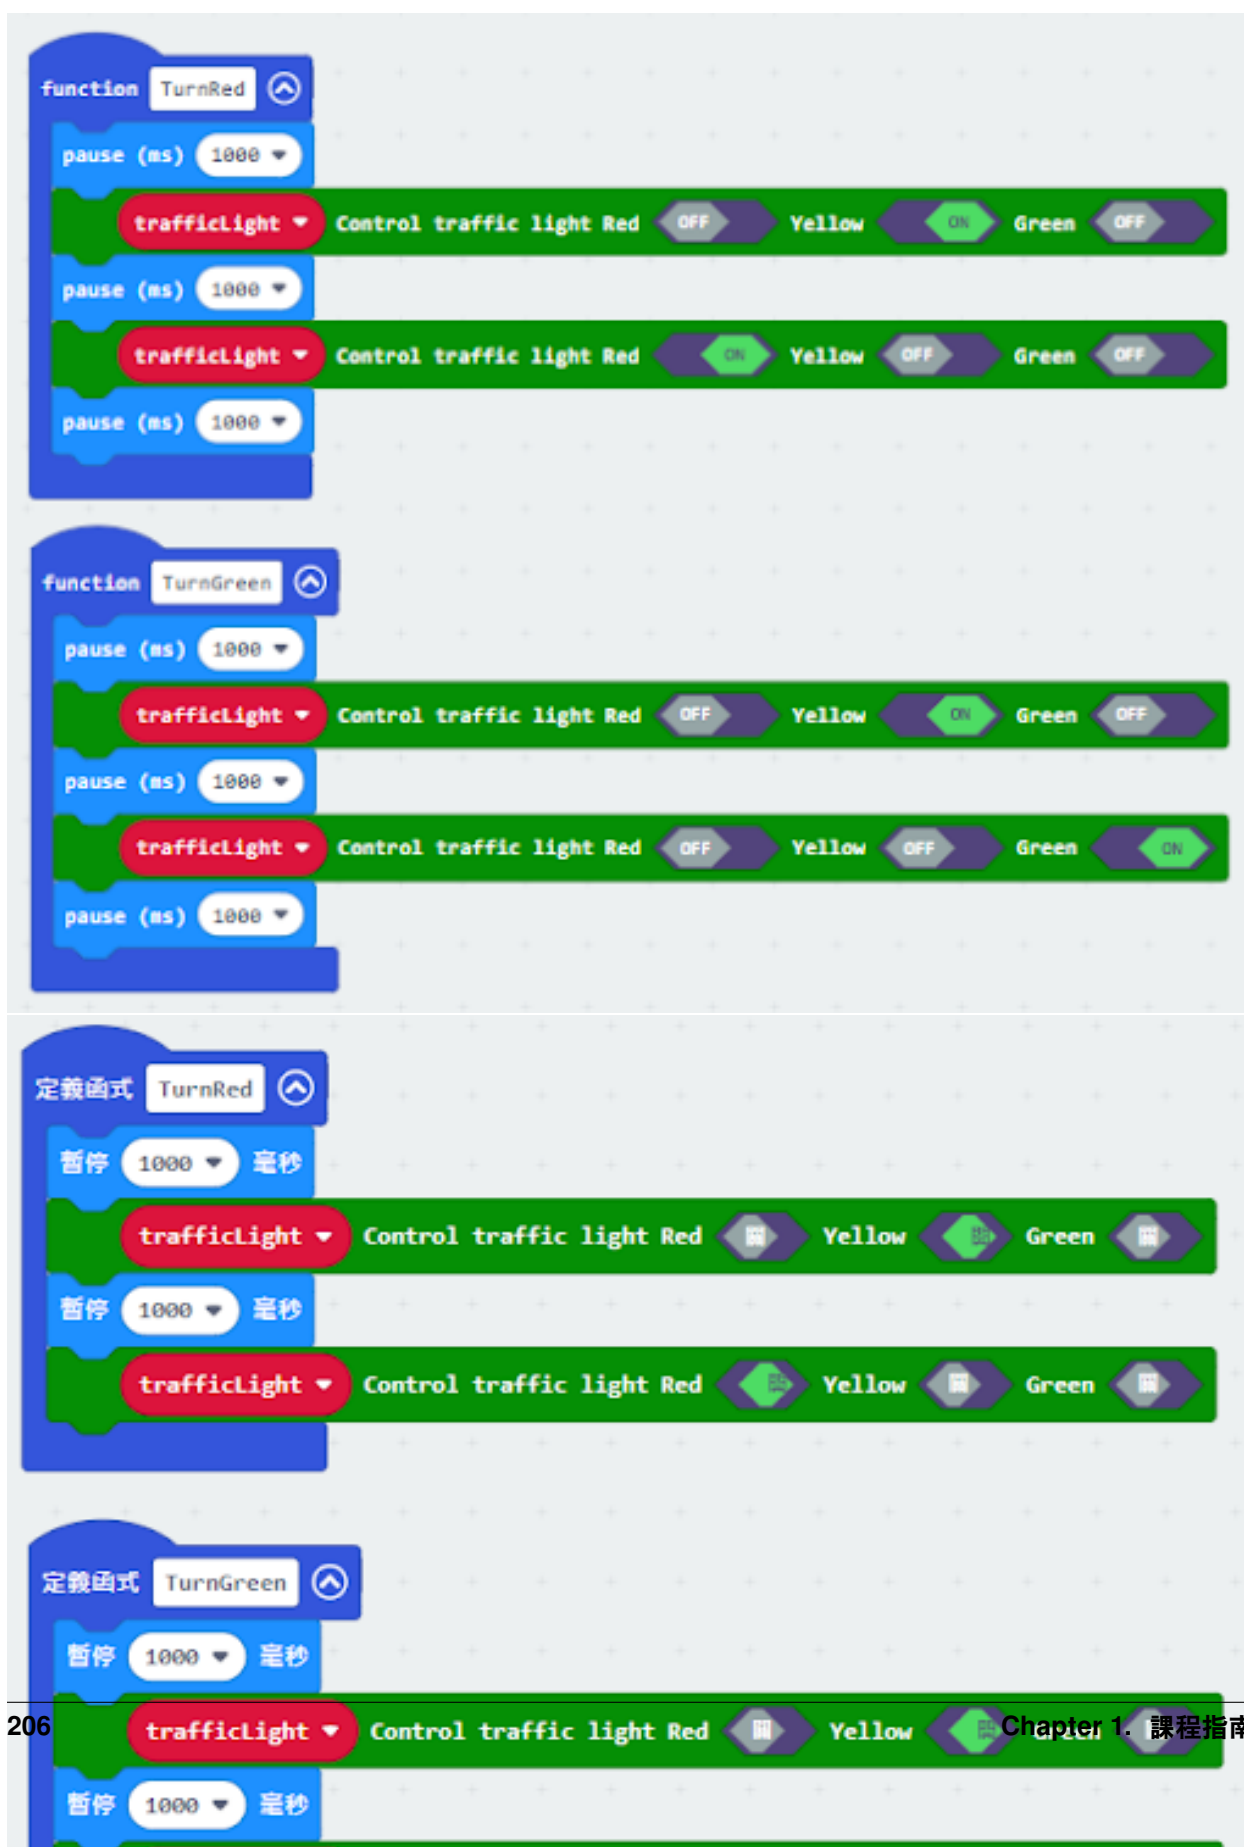 function TurnRed
pause (ms) 1000
trafficLight Control traffic light Red OFF Yellow ON Green OFF
pause (ms) 1000
trafficLight Control traffic light Red ON Yellow OFF Green OFF
pause (ms) 1000
function TurnGreen
pause (ms) 1000
trafficLight Control traffic light Red OFF Yellow ON Green OFF
pause (ms) 1000
trafficLight Control traffic light Red OFF Yellow OFF Green ON
pause (ms) 1000
定義函式 TurnRed
暫停 1000 毫秒
trafficLight Control traffic light Red Yellow Green
暫停 1000 毫秒
trafficLight Control traffic light Red Yellow Green
定義函式 TurnGreen
暫停 1000 毫秒
trafficLight Control traffic light Red Yellow Green
206 Chapter 1. 課程指南
暫停 1000 毫秒